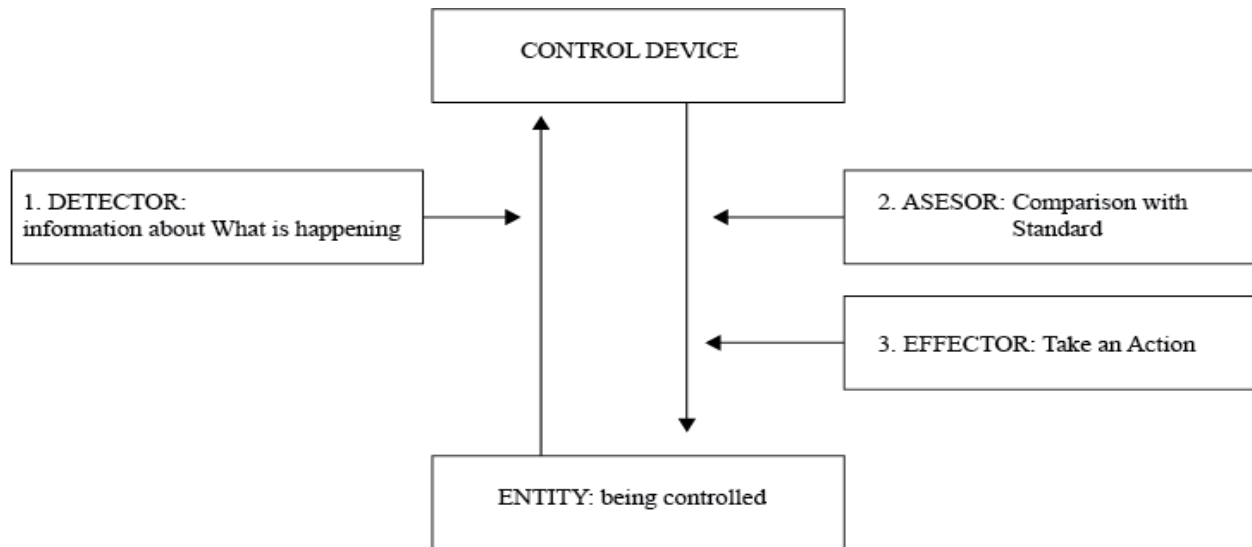 CONTROL DEVICE
1. DETECTOR:
information about What is happening
2. ASESOR: Comparison with
Standard
3. EFFECTOR: Take an Action
ENTITY: being controlled